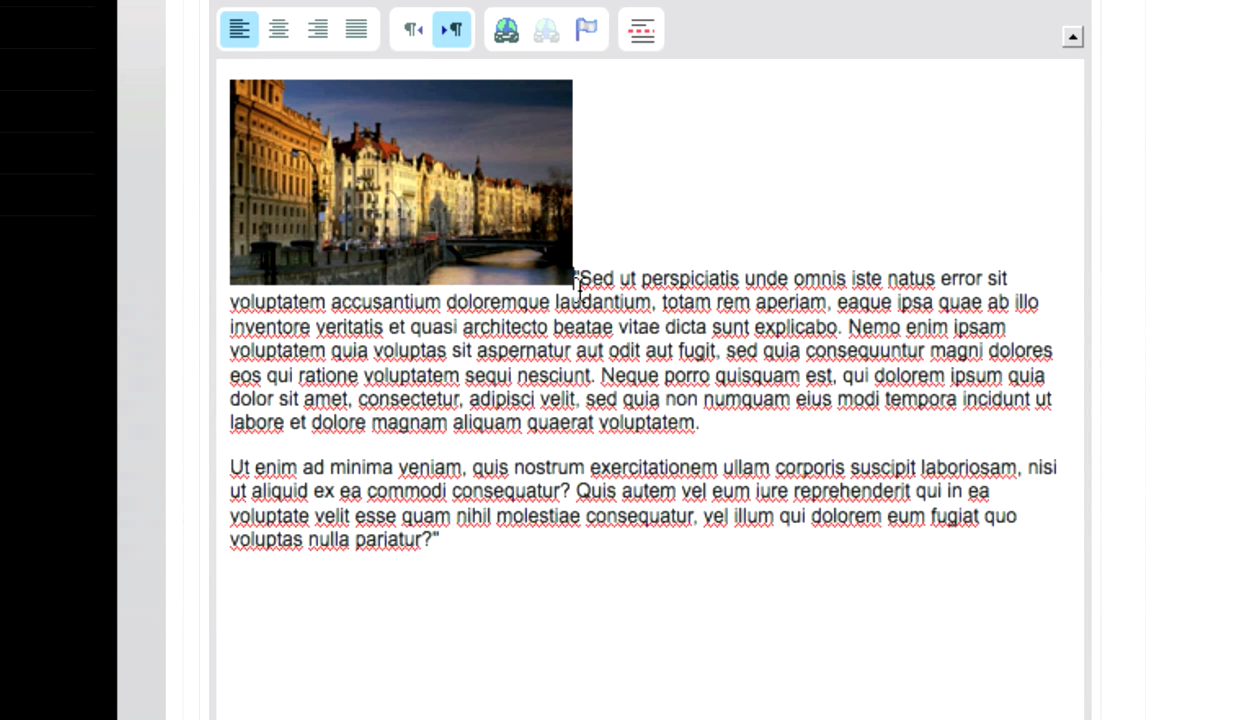 "Sed ut perspiciatis unde omnis iste natus error sit
voluptatem accusantium doloremque laudantium, totam rem aperiam, eaque ipsa quae ab illo
inventore veritatis et quasi architecto beatae vitae dicta sunt explicabo. Nemo enim ipsam
voluptatem quia voluptas sit aspernatur aut odit aut fugit, sed quia consequuntur magni dolores
eos qui ratione voluptatem sequi nesciunt. Neque porro quisquam est, qui dolorem ipsum quia
dolor sit amet, consectetur, adipisci velit, sed quia non numquam eius modi tempora incidunt ut
labore et dolore magnam aliquam quaerat voluptatem.
Ut enim ad minima veniam, quis nostrum exercitationem ullam corporis suscipit laboriosam, nisi
ut aliquid ex ea commodi consequatur? Quis autem vel eum iure reprehenderit qui in ea
voluptate velit esse quam nihil molestiae consequatur, vel illum qui dolorem eum fugiat quo
voluptas nulla pariatur?"